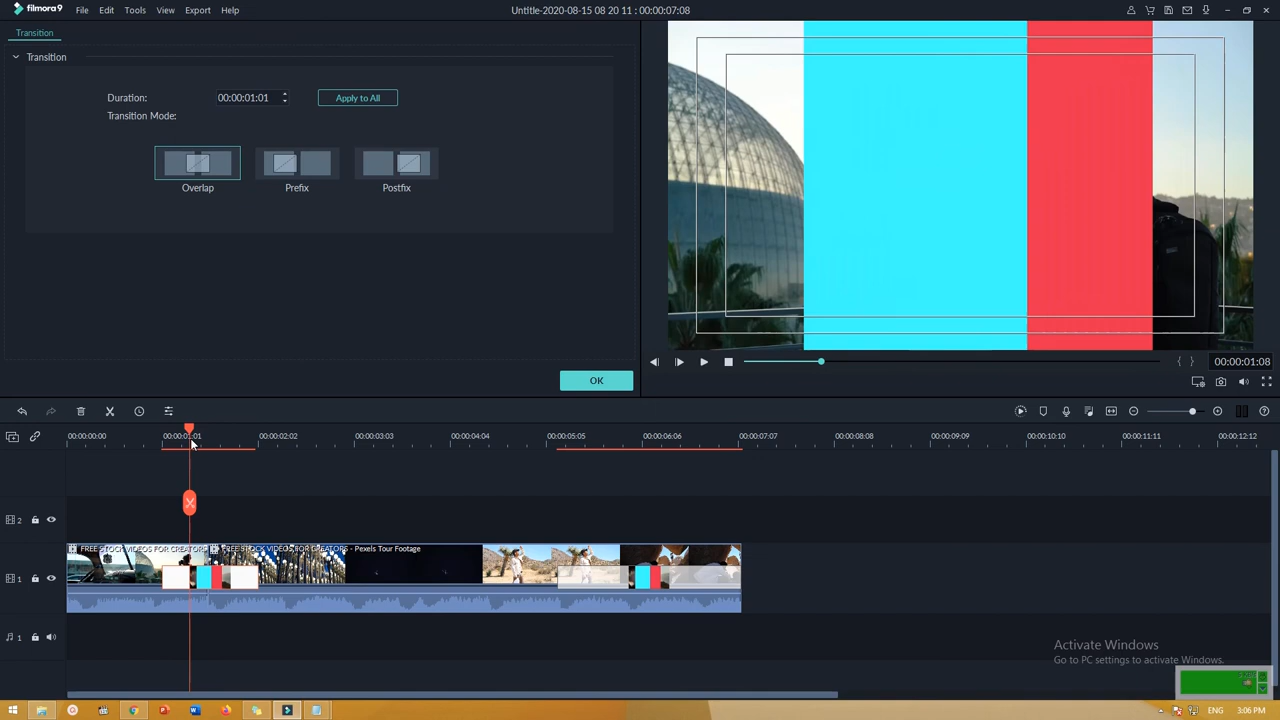 filmora9 File Edit Tools View Export Help Untitle-2020-08-15 08 20 11 : 00:00:07:08
Transition
Transition
Duration: 00:00:01:01 Apply to All
Transition Mode:
Overlap Prefix Postfix
OK
00:00:01:08
00:00:00:00 00:00:01:01 00:00:02:02 00:00:03:03 00:00:04:04 00:00:05:05 00:00:06:06 00:00:07:07 00:00:08:08 00:00:09:09 00:00:10:10 00:00:11:11 00:00:12:12
2
FREE STOCK VIDEOS FOR CREATORS FREE STOCK VIDEOS FOR CREATORS - Pexels Tour Footage
1
1
Activate Windows
Go to PC settings to activate Windows.
ENG 3:06 PM